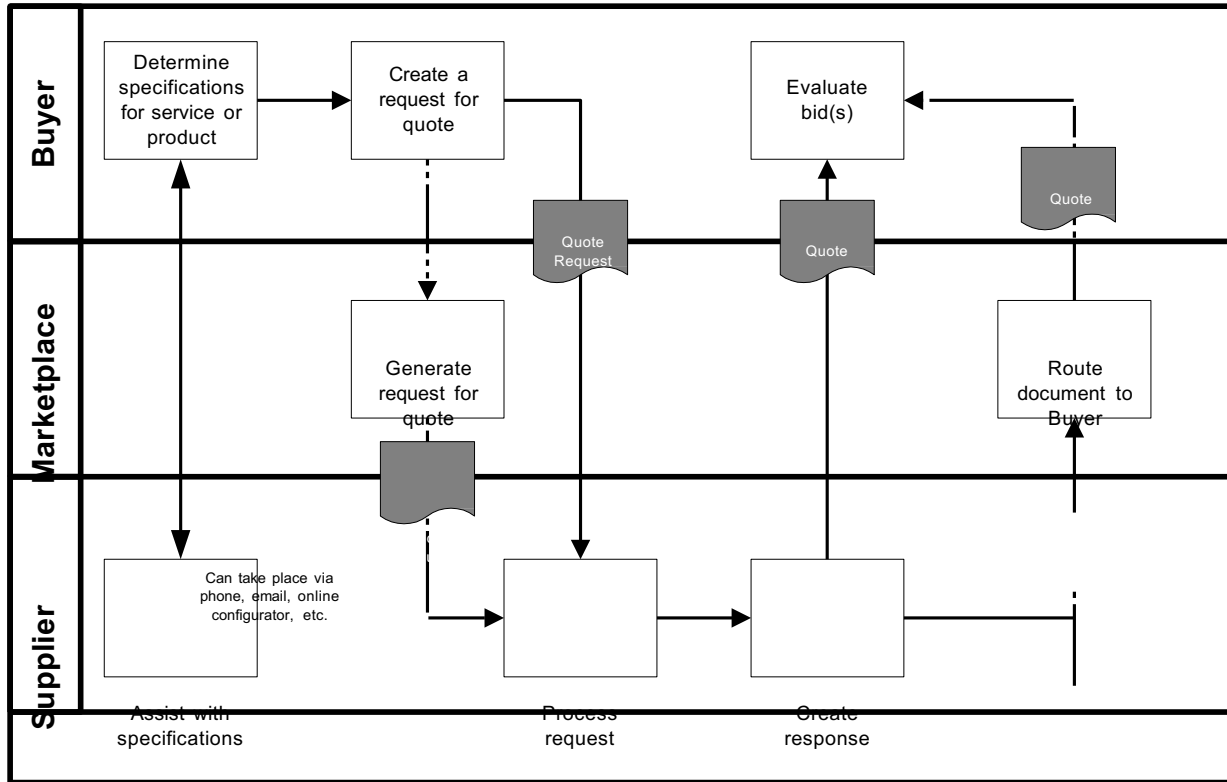 Buyer
Determine
specifications
for service or
product
Create a
request for
quote
Evaluate
bid(s)
Quote
Request
Quote
Quote
Marketplace
Generate
request for
quote
Route
document to
Buyer
Supplier
Can take place via
phone, email, online
configurator, etc.
Assist with
specifications
Process
request
Create
response